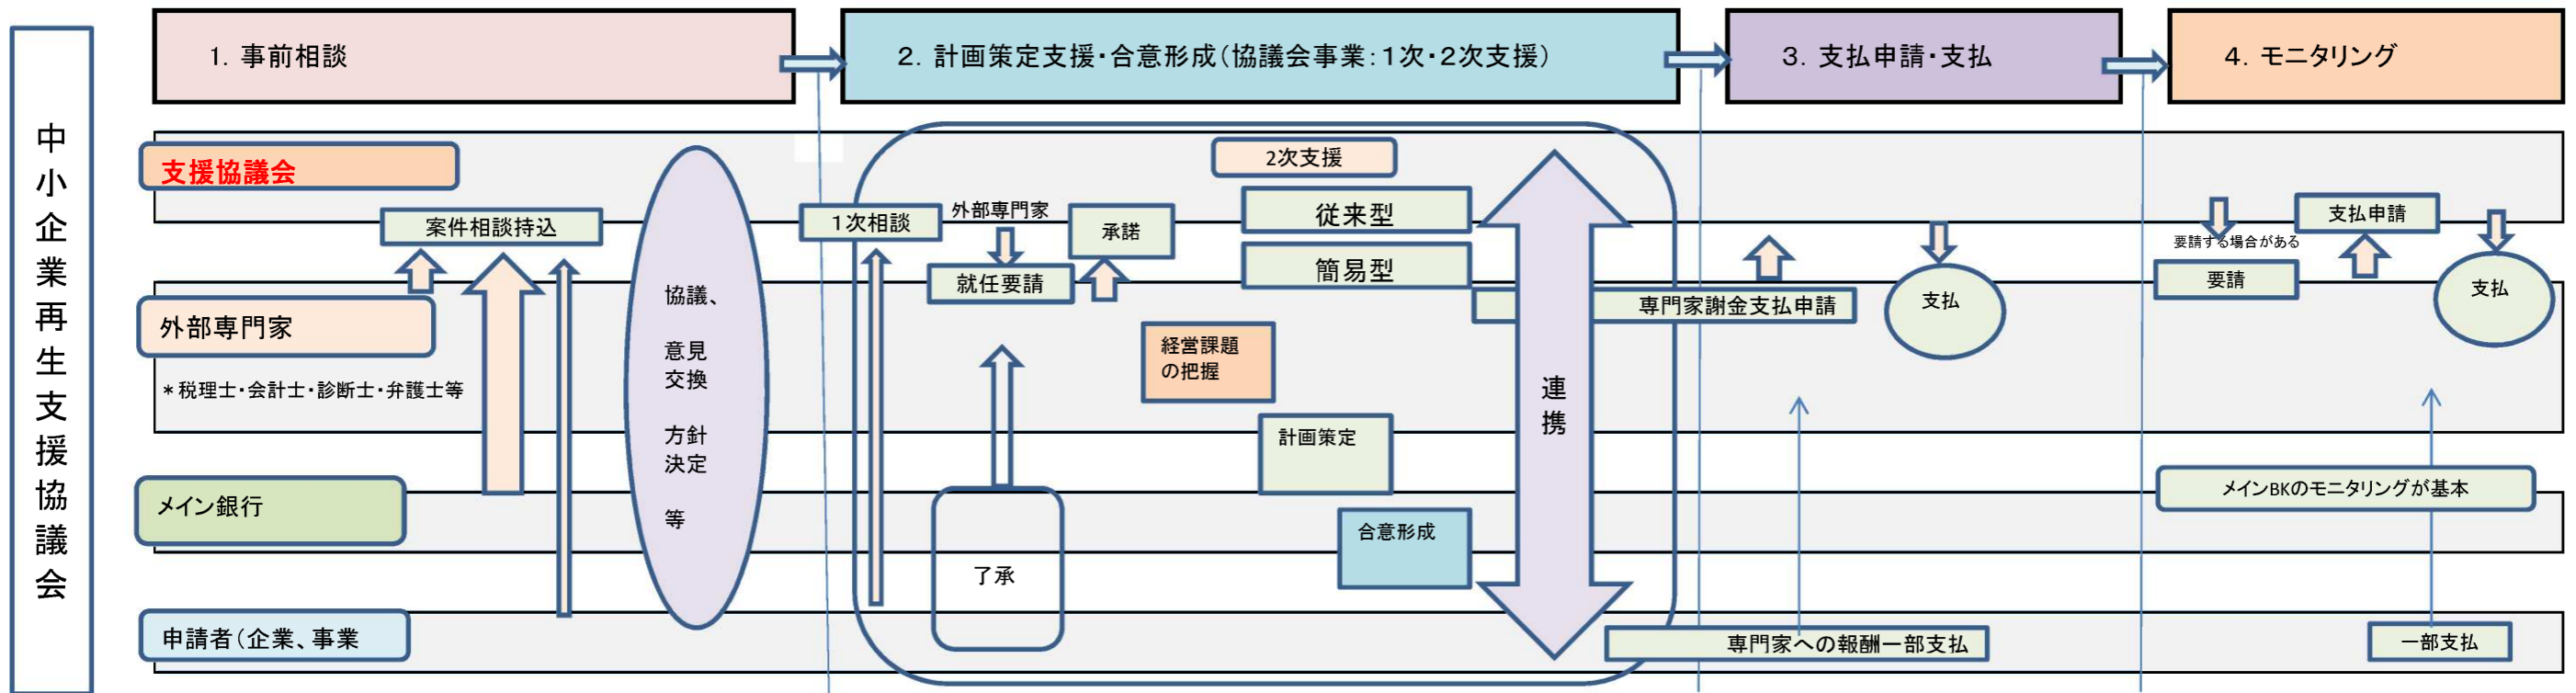 中小企業再生支援協議会
1. 事前相談
2. 計画策定支援・合意形成(協議会事業:1次・2次支援)
3. 支払申請・支払
4. モニタリング
支援協議会
案件相談持込
1次相談
外部専門家
就任要請
承諾
2次支援
従来型
簡易型
要請する場合がある
要請
支払申請
支払
支払
専門家謝金支払申請
外部専門家
*税理士・会計士・診断士・弁護士等
協議、
意見
交換
方針
決定
等
経営課題
の把握
計画策定
連
携
メイン銀行
合意形成
メインBKのモニタリングが基本
了承
申請者(企業、事業
専門家への報酬一部支払
一部支払